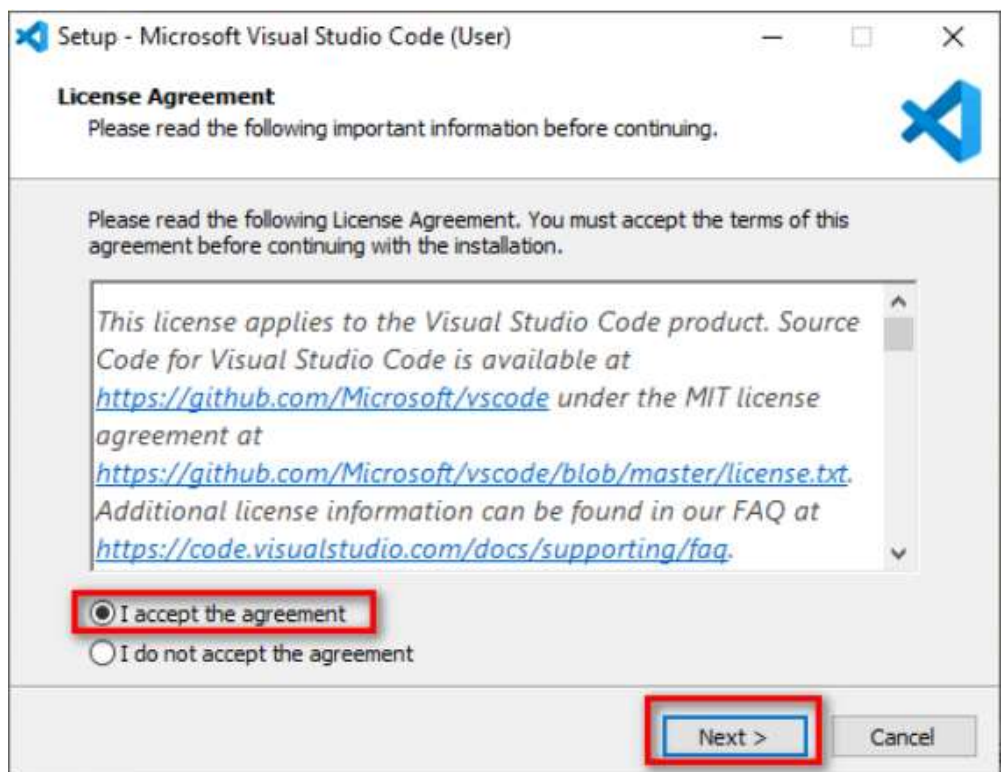 Setup - Microsoft Visual Studio Code (User)
License Agreement
Please read the following important information before continuing.
Please read the following License Agreement. You must accept the terms of this
agreement before continuing with the installation.
This license applies to the Visual Studio Code product. Source
Code for Visual Studio Code is available at
https://github.com/Microsoft/vscode under the MIT license
agreement at
https://github.com/Microsoft/vscode/blob/master/license.txt.
Additional license information can be found in our FAQ at
https://code.visualstudio.com/docs/supporting/faq.
I accept the agreement
I do not accept the agreement
Next >
Cancel